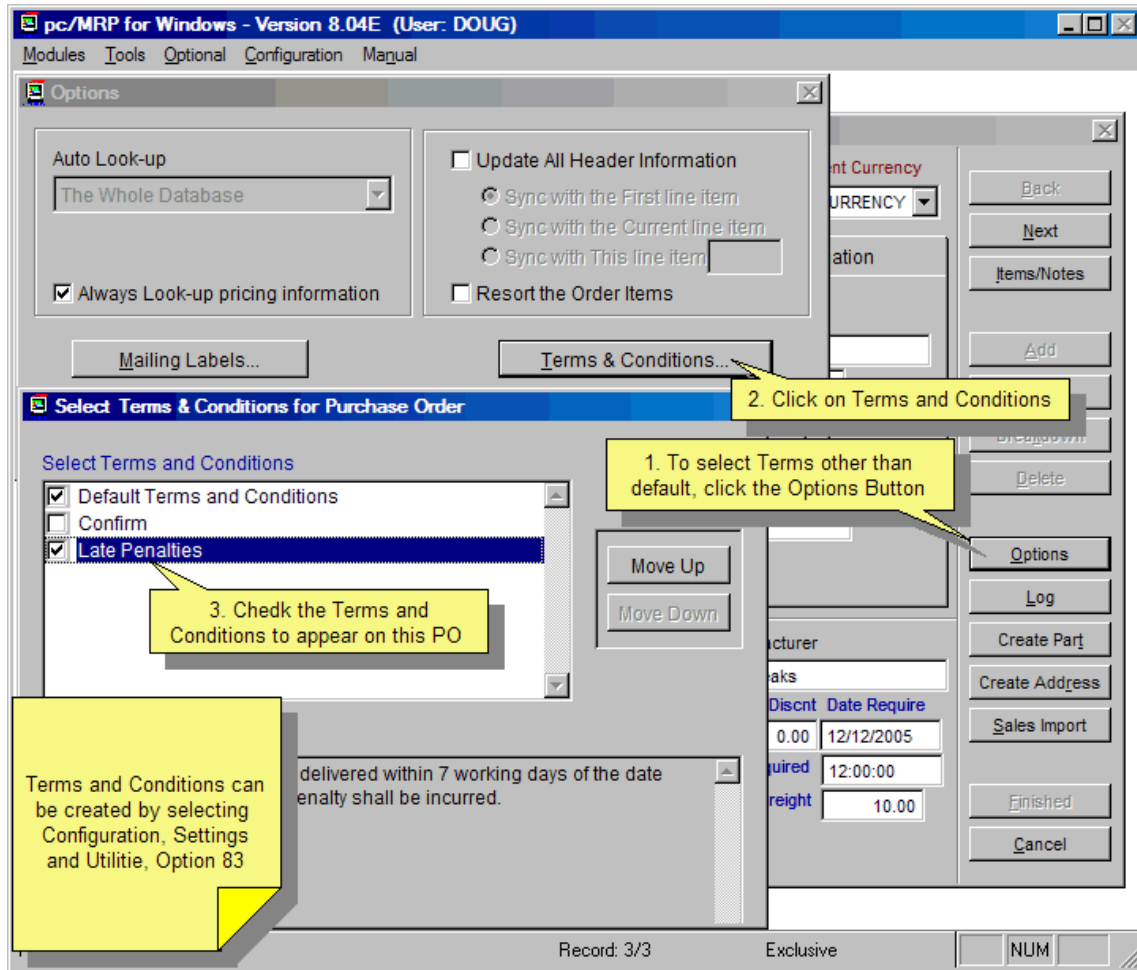 pc/MRP for Windows - Version 8.04E (User: DOUG)
Modules Tools Optional Configuration Manual
Options
Auto Look-up
The Whole Database
Always Look-up pricing information
Update All Header Information
Sync with the First line item
Sync with the Current line item
Sync with This line item
Resort the Order Items
Mailing Labels...
Terms & Conditions...
2. Click on Terms and Conditions
Select Terms & Conditions for Purchase Order
Select Terms and Conditions
Default Terms and Conditions
Confirm
Late Penalties
Move Up
Move Down
3. Chedk the Terms and
Conditions to appear on this PO
1. To select Terms other than
default, click the Options Button
Terms and Conditions can
be created by selecting
Configuration, Settings
and Utilitie, Option 83
delivered within 7 working days of the date
enalty shall be incurred.
nt Currency
URRENCY
ation
acturer
eaks
Discnt Date Require
0.00 12/12/2005
quired 12:00:00
reight 10.00
Back
Next
Items/Notes
Add
Breakdown
Delete
Options
Log
Create Part
Create Address
Sales Import
Finished
Cancel
Record: 3/3 Exclusive NUM